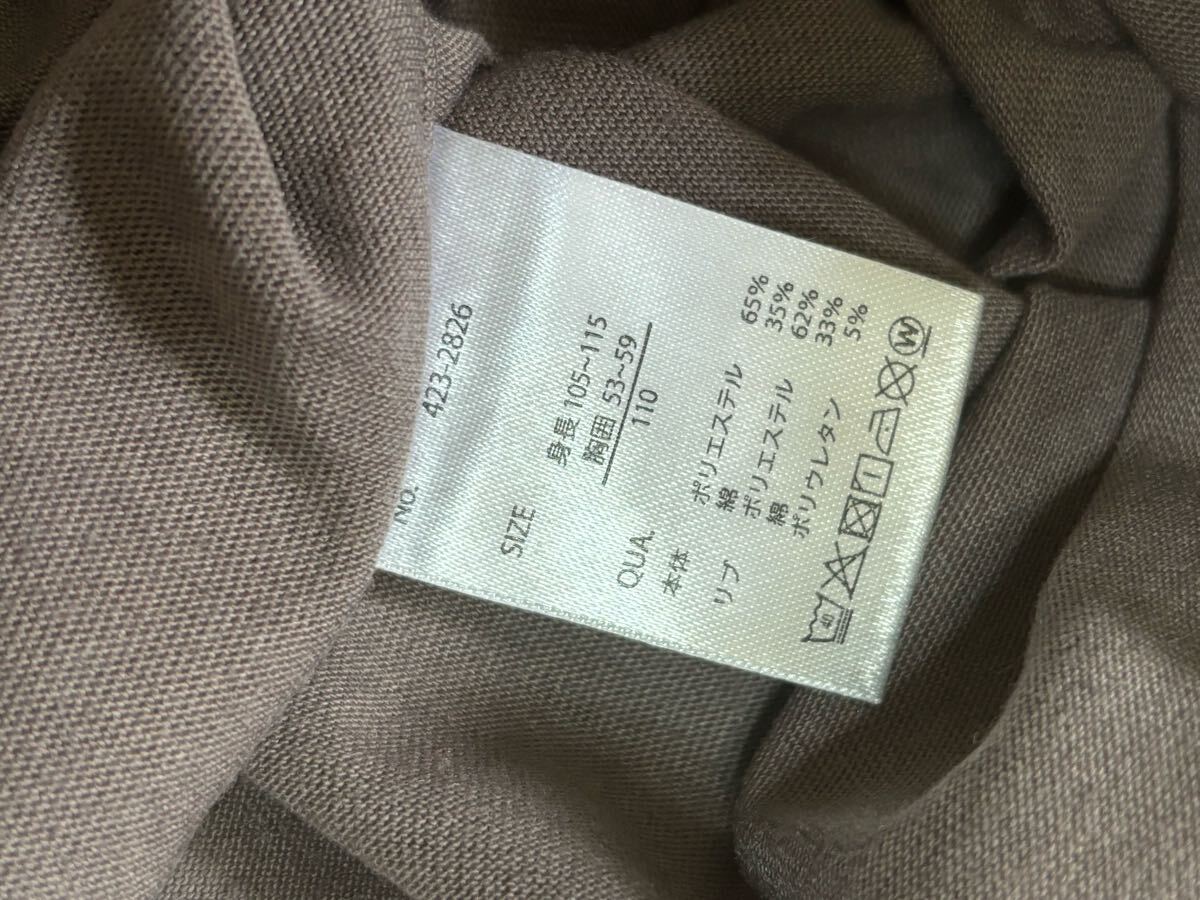 No. 423-2826
SIZE
身長 105~115
胸囲 53~59
110
QUA.
本体 ポリエステル 65%
綿 35%
リブ ポリエステル 62%
綿 33%
ポリウレタン 5%
40
W